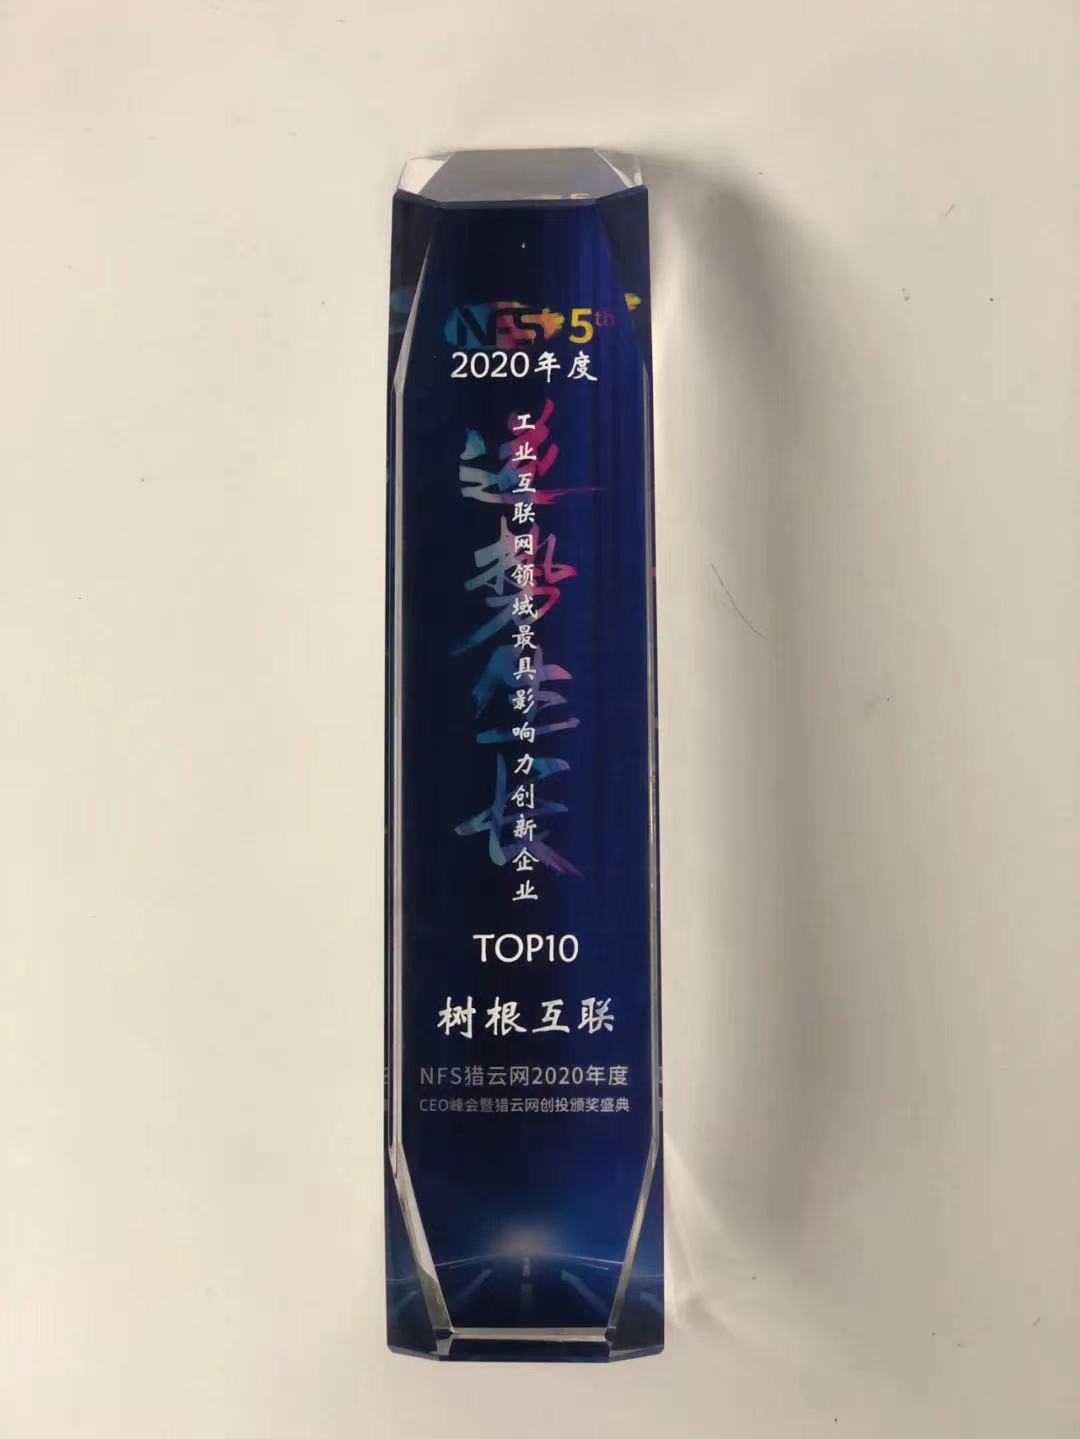 NFS 5th
2020年度
工业互联网领域最具影响力创新企业
逆势生长
TOP10
树根互联
NFS猎云网2020年度
CEO峰会暨猎云网创投颁奖盛典